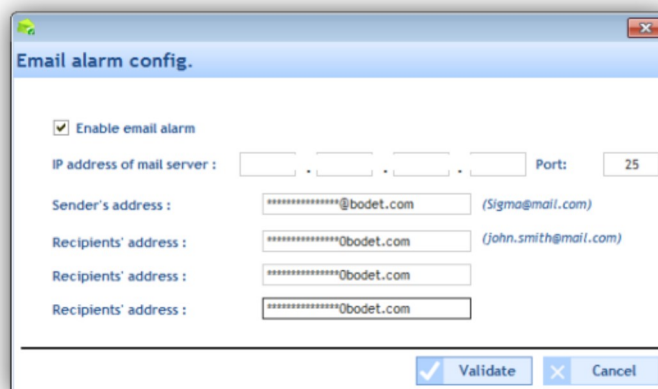 Email alarm config.
Enable email alarm
IP address of mail server : . . . Port: 25
Sender's address : ***************@bodet.com (Sigma@mail.com)
Recipients' address : ***************0bodet.com (john.smith@mail.com)
Recipients' address : ***************0bodet.com
Recipients' address : ***************0bodet.com
Validate Cancel